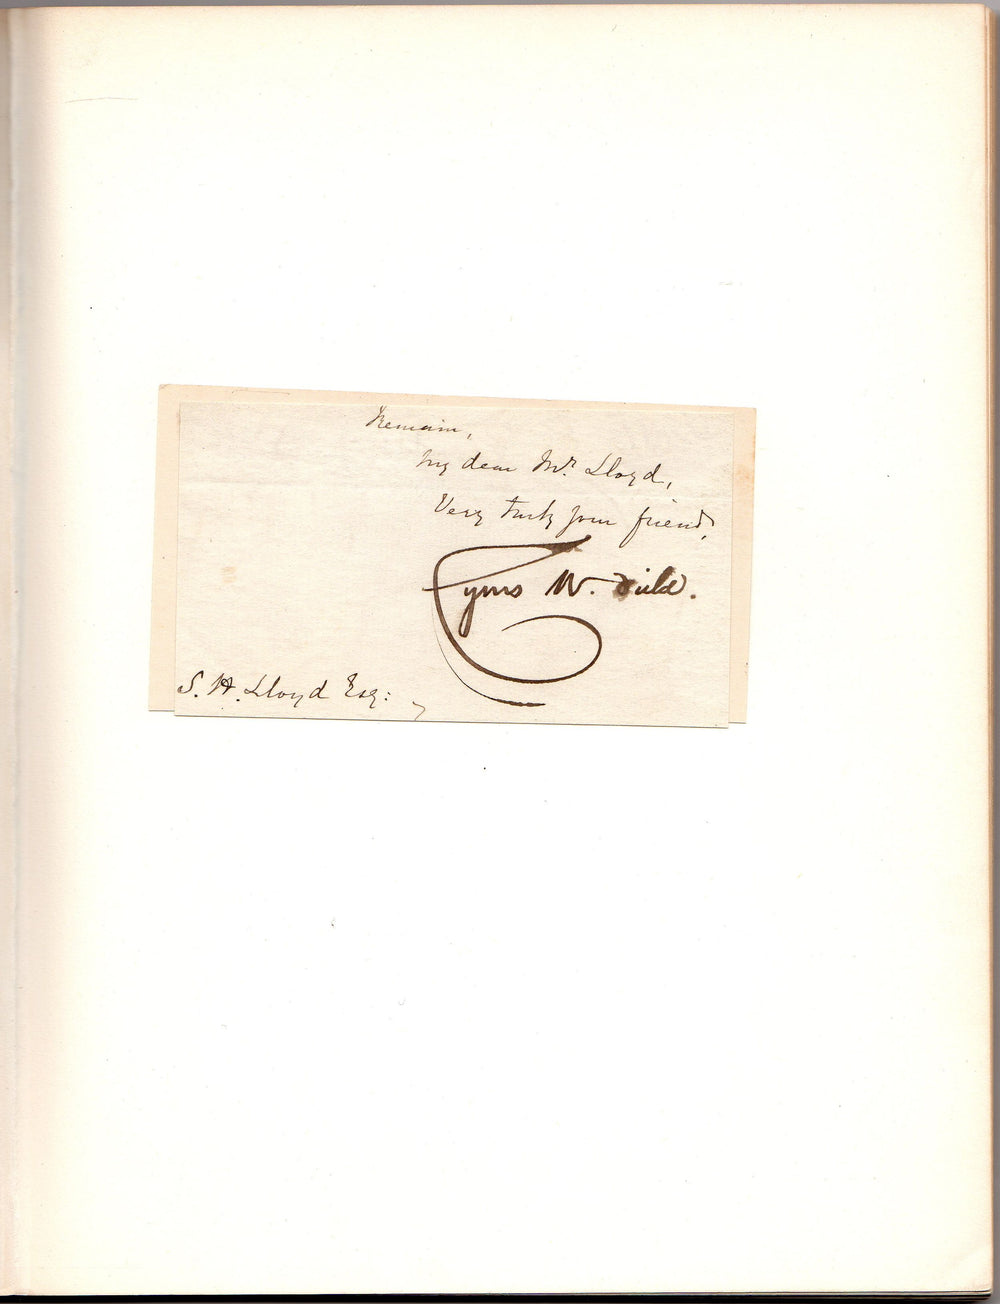 Remain,
My dear Mr. Lloyd,
Very truly your friend,
Cyrus W. Field.
S. H. Lloyd Esq: